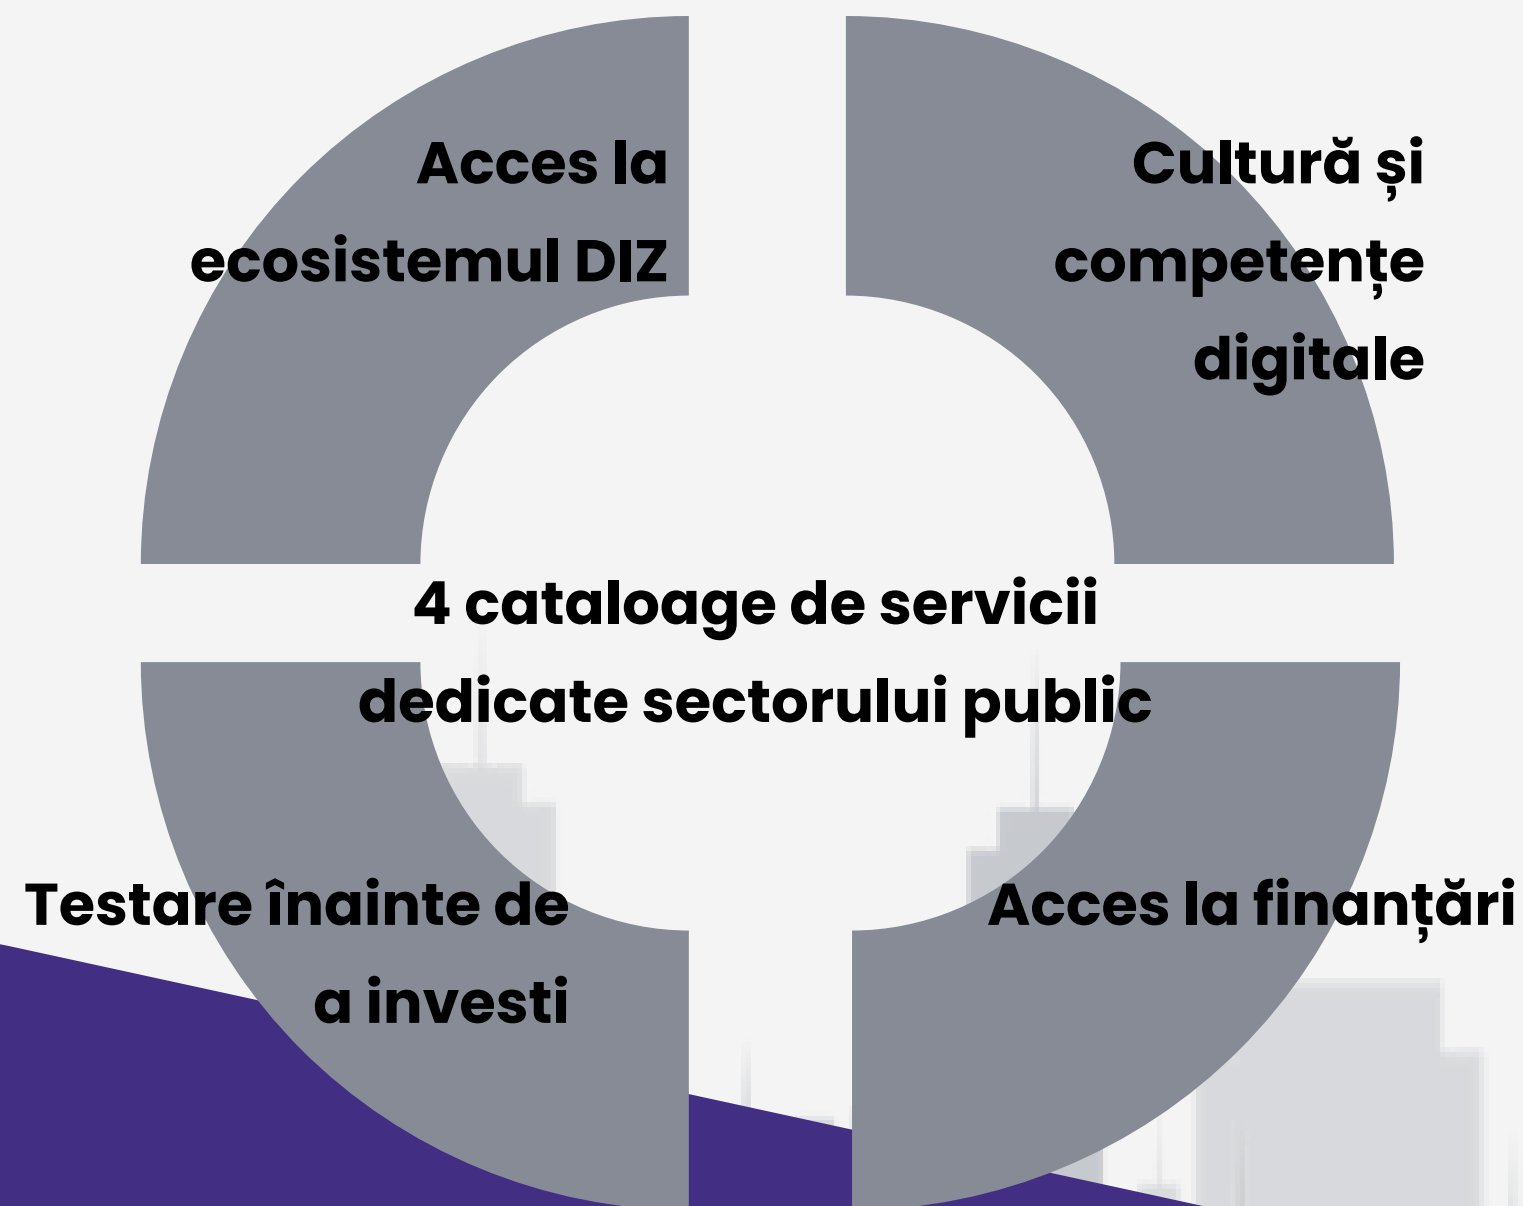 Acces la
ecosistemul DIZ
Cultură și
competențe
digitale
4 cataloage de servicii
dedicate sectorului public
Testare înainte de
a investi
Acces la finanțări